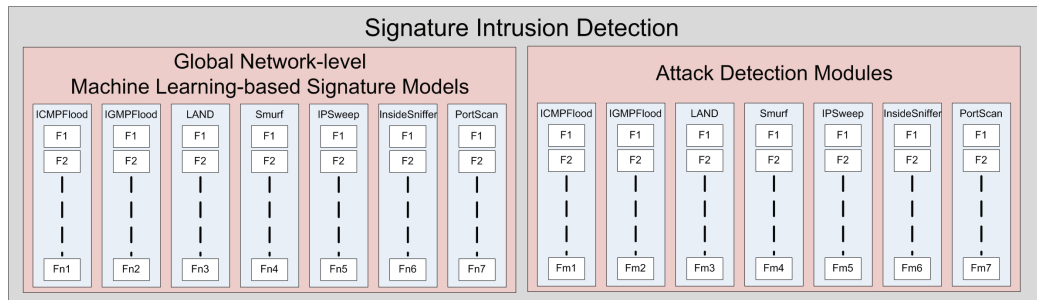 Signature Intrusion Detection
Global Network-level
Machine Learning-based Signature Models
ICMPFlood IGMPFlood LAND Smurf IPSweep InsideSniffer PortScan
F1 F1 F1 F1 F1 F1 F1
F2 F2 F2 F2 F2 F2 F2
Fn1 Fn2 Fn3 Fn4 Fn5 Fn6 Fn7
Attack Detection Modules
ICMPFlood IGMPFlood LAND Smurf IPSweep InsideSniffer PortScan
F1 F1 F1 F1 F1 F1 F1
F2 F2 F2 F2 F2 F2 F2
Fm1 Fm2 Fm3 Fm4 Fm5 Fm6 Fm7